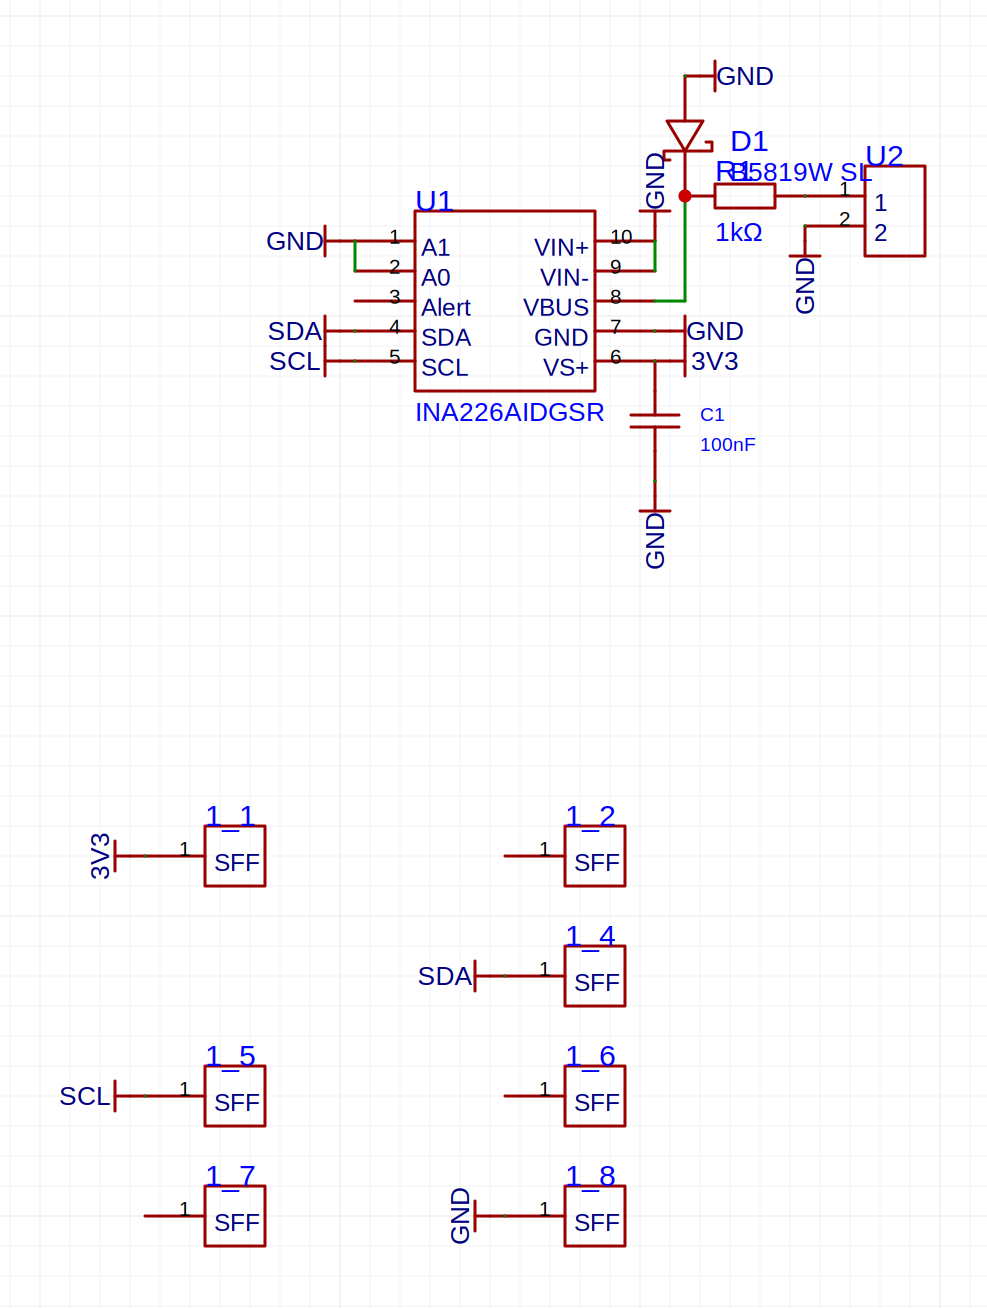 GND
D1
B5819W SL
R1
1kΩ
U2
1 1
2 2
GND
GND
U1
GND 1 A1 VIN+ 10
2 A0 VIN- 9
3 Alert VBUS 8
SDA 4 SDA GND 7 GND
SCL 5 SCL VS+ 6 3V3
INA226AIDGSR
C1
100nF
GND
1_1
3V3 1 SFF
1_2
1 SFF
1_4
SDA 1 SFF
1_5
SCL 1 SFF
1_6
1 SFF
1_7
1 SFF
1_8
GND 1 SFF